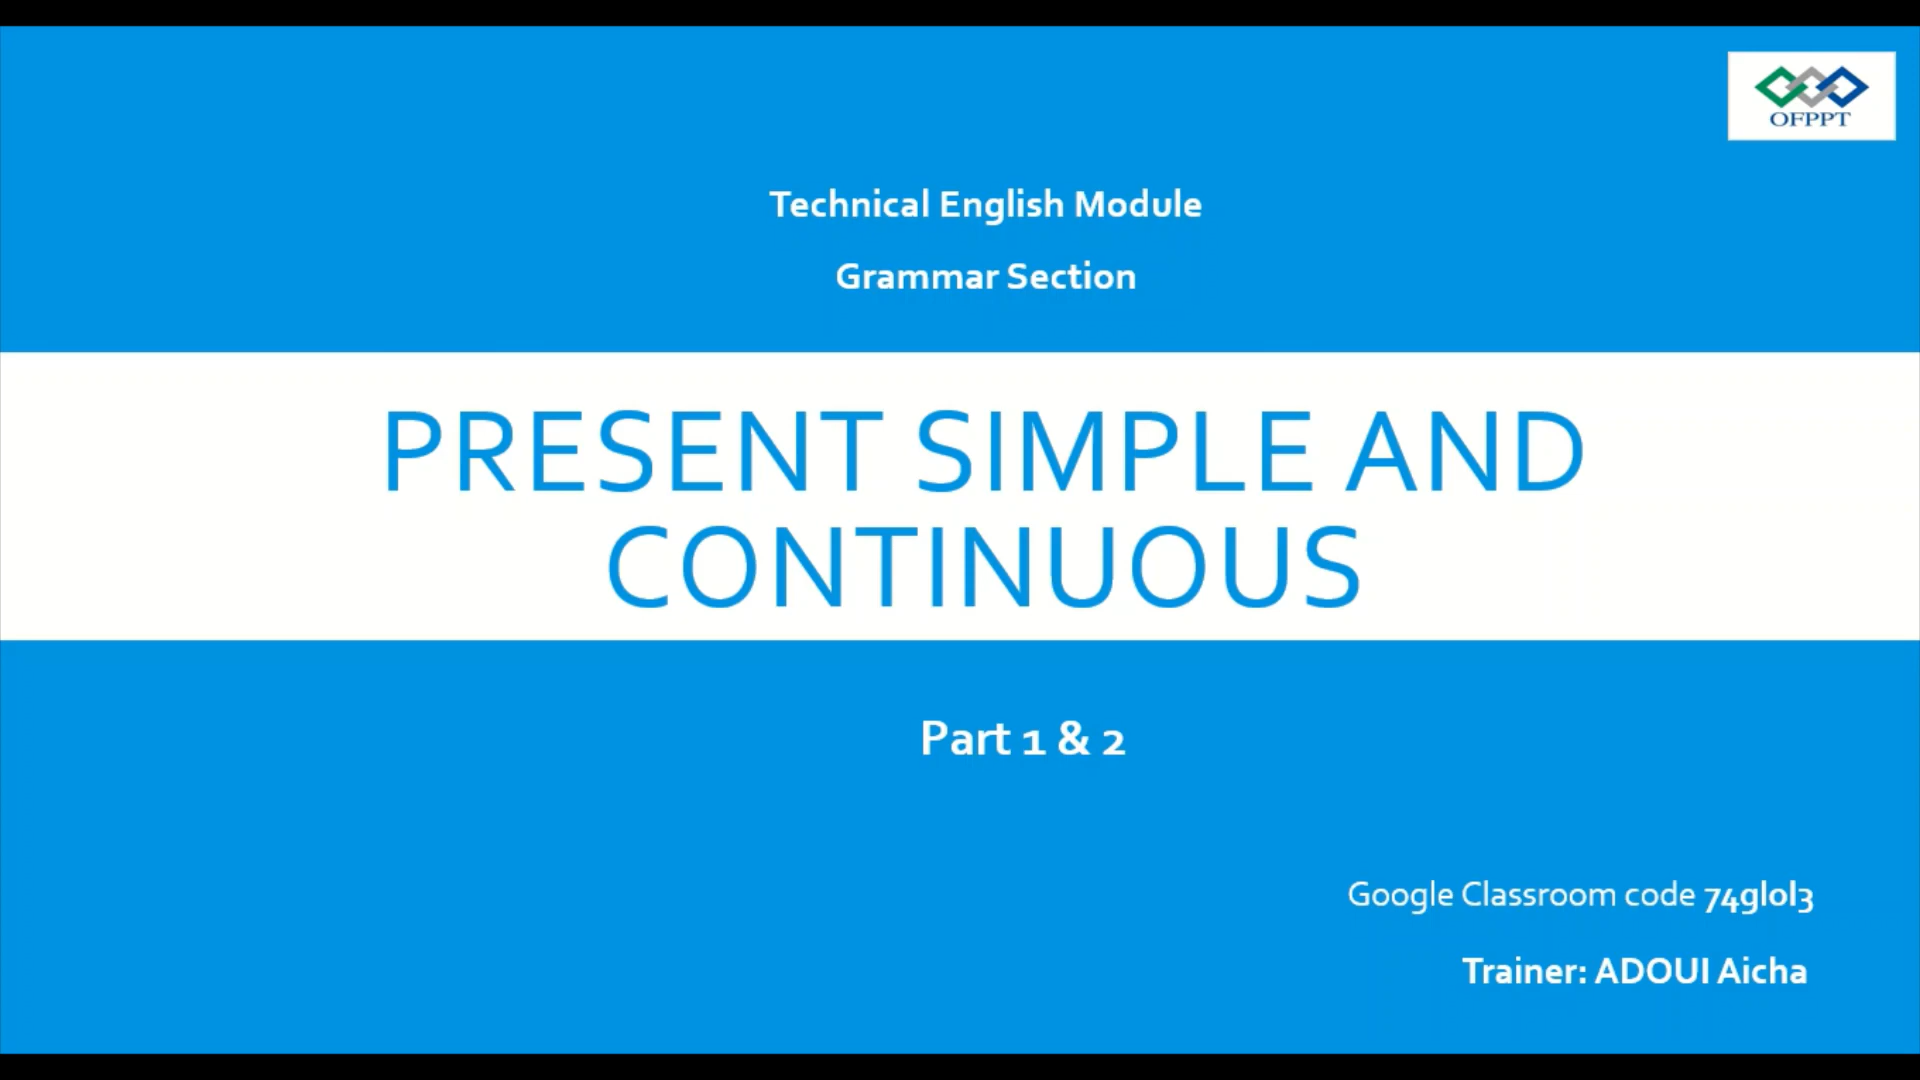 OFPPT
Technical English Module
Grammar Section
PRESENT SIMPLE AND
CONTINUOUS
Part 1 & 2
Google Classroom code 74glol3
Trainer: ADOUI Aicha